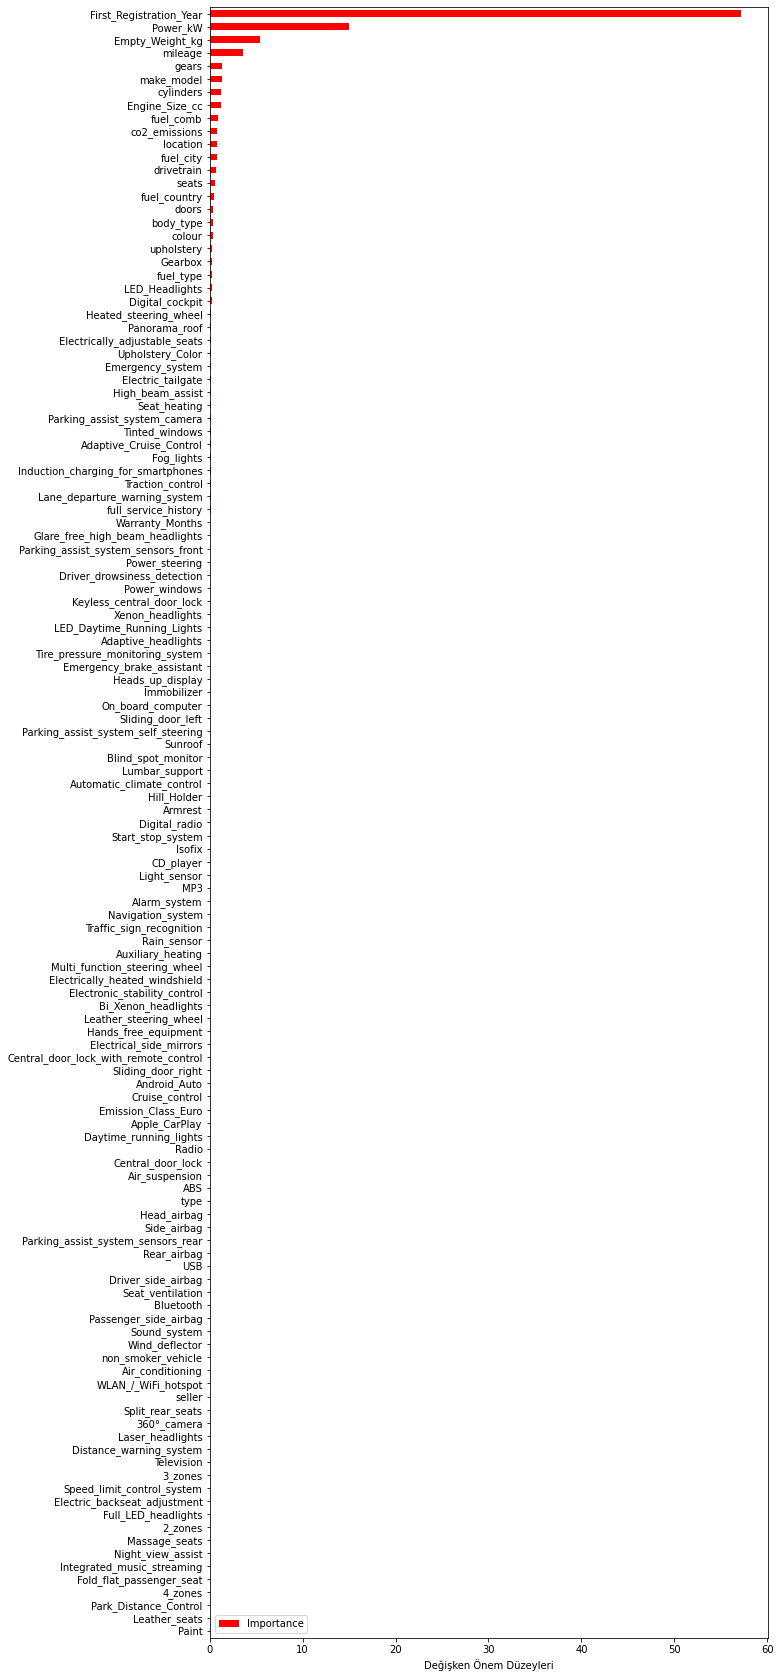 First_Registration_Year
Power_kW
Empty_Weight_kg
mileage
gears
make_model
cylinders
Engine_Size_cc
fuel_comb
co2_emissions
location
fuel_city
drivetrain
seats
fuel_country
doors
body_type
colour
upholstery
Gearbox
fuel_type
LED_Headlights
Digital_cockpit
Heated_steering_wheel
Panorama_roof
Electrically_adjustable_seats
Upholstery_Color
Emergency_system
Electric_tailgate
High_beam_assist
Seat_heating
Parking_assist_system_camera
Tinted_windows
Adaptive_Cruise_Control
Fog_lights
Induction_charging_for_smartphones
Traction_control
Lane_departure_warning_system
full_service_history
Warranty_Months
Glare_free_high_beam_headlights
Parking_assist_system_sensors_front
Power_steering
Driver_drowsiness_detection
Power_windows
Keyless_central_door_lock
Xenon_headlights
LED_Daytime_Running_Lights
Adaptive_headlights
Tire_pressure_monitoring_system
Emergency_brake_assistant
Heads_up_display
Immobilizer
On_board_computer
Sliding_door_left
Parking_assist_system_self_steering
Sunroof
Blind_spot_monitor
Lumbar_support
Automatic_climate_control
Hill_Holder
Armrest
Digital_radio
Start_stop_system
Isofix
CD_player
Light_sensor
MP3
Alarm_system
Navigation_system
Traffic_sign_recognition
Rain_sensor
Auxiliary_heating
Multi_function_steering_wheel
Electrically_heated_windshield
Electronic_stability_control
Bi_Xenon_headlights
Leather_steering_wheel
Hands_free_equipment
Electrical_side_mirrors
Central_door_lock_with_remote_control
Sliding_door_right
Android_Auto
Cruise_control
Emission_Class_Euro
Apple_CarPlay
Daytime_running_lights
Radio
Central_door_lock
Air_suspension
ABS
type
Head_airbag
Side_airbag
Parking_assist_system_sensors_rear
Rear_airbag
USB
Driver_side_airbag
Seat_ventilation
Bluetooth
Passenger_side_airbag
Sound_system
Wind_deflector
non_smoker_vehicle
Air_conditioning
WLAN_/_WiFi_hotspot
seller
Split_rear_seats
360°_camera
Laser_headlights
Distance_warning_system
Television
3_zones
Speed_limit_control_system
Electric_backseat_adjustment
Full_LED_headlights
2_zones
Massage_seats
Night_view_assist
Integrated_music_streaming
Fold_flat_passenger_seat
4_zones
Park_Distance_Control
Leather_seats
Paint
Importance
0 10 20 30 40 50 60
Değişken Önem Düzeyleri